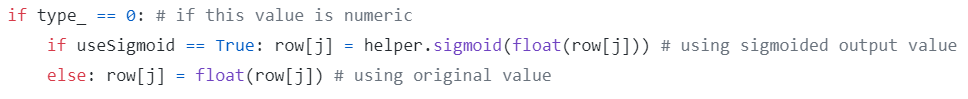 if type_ == 0: # if this value is numeric
    if useSigmoid == True: row[j] = helper.sigmoid(float(row[j])) # using sigmoided output value
    else: row[j] = float(row[j]) # using original value